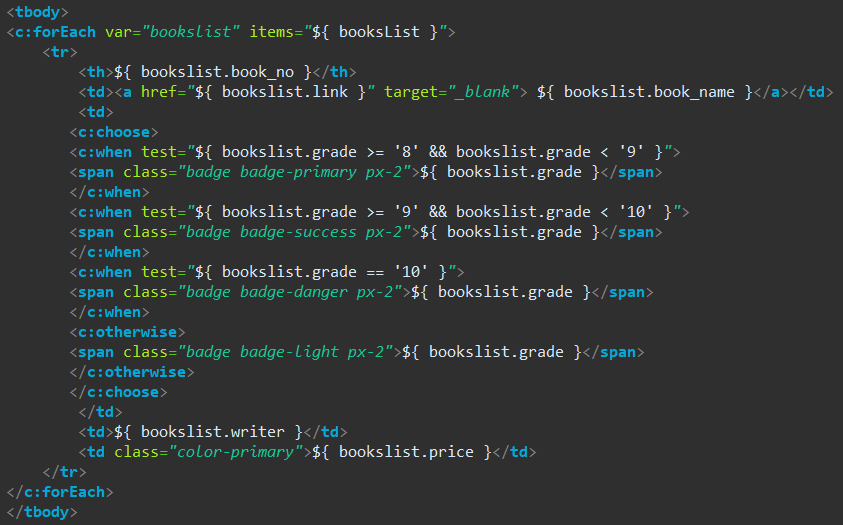 <tbody>
<c:forEach var="bookslist" items="${ booksList }">
<tr>
<th>${ bookslist.book_no }</th>
<td><a href="${ bookslist.link }" target="_blank"> ${ bookslist.book_name }</a></td>
<td>
<c:choose>
<c:when test="${ bookslist.grade >= '8' && bookslist.grade < '9' }">
<span class="badge badge-primary px-2">${ bookslist.grade }</span>
</c:when>
<c:when test="${ bookslist.grade >= '9' && bookslist.grade < '10' }">
<span class="badge badge-success px-2">${ bookslist.grade }</span>
</c:when>
<c:when test="${ bookslist.grade == '10' }">
<span class="badge badge-danger px-2">${ bookslist.grade }</span>
</c:when>
<c:otherwise>
<span class="badge badge-light px-2">${ bookslist.grade }</span>
</c:otherwise>
</c:choose>
</td>
<td>${ bookslist.writer }</td>
<td class="color-primary">${ bookslist.price }</td>
</tr>
</c:forEach>
</tbody>